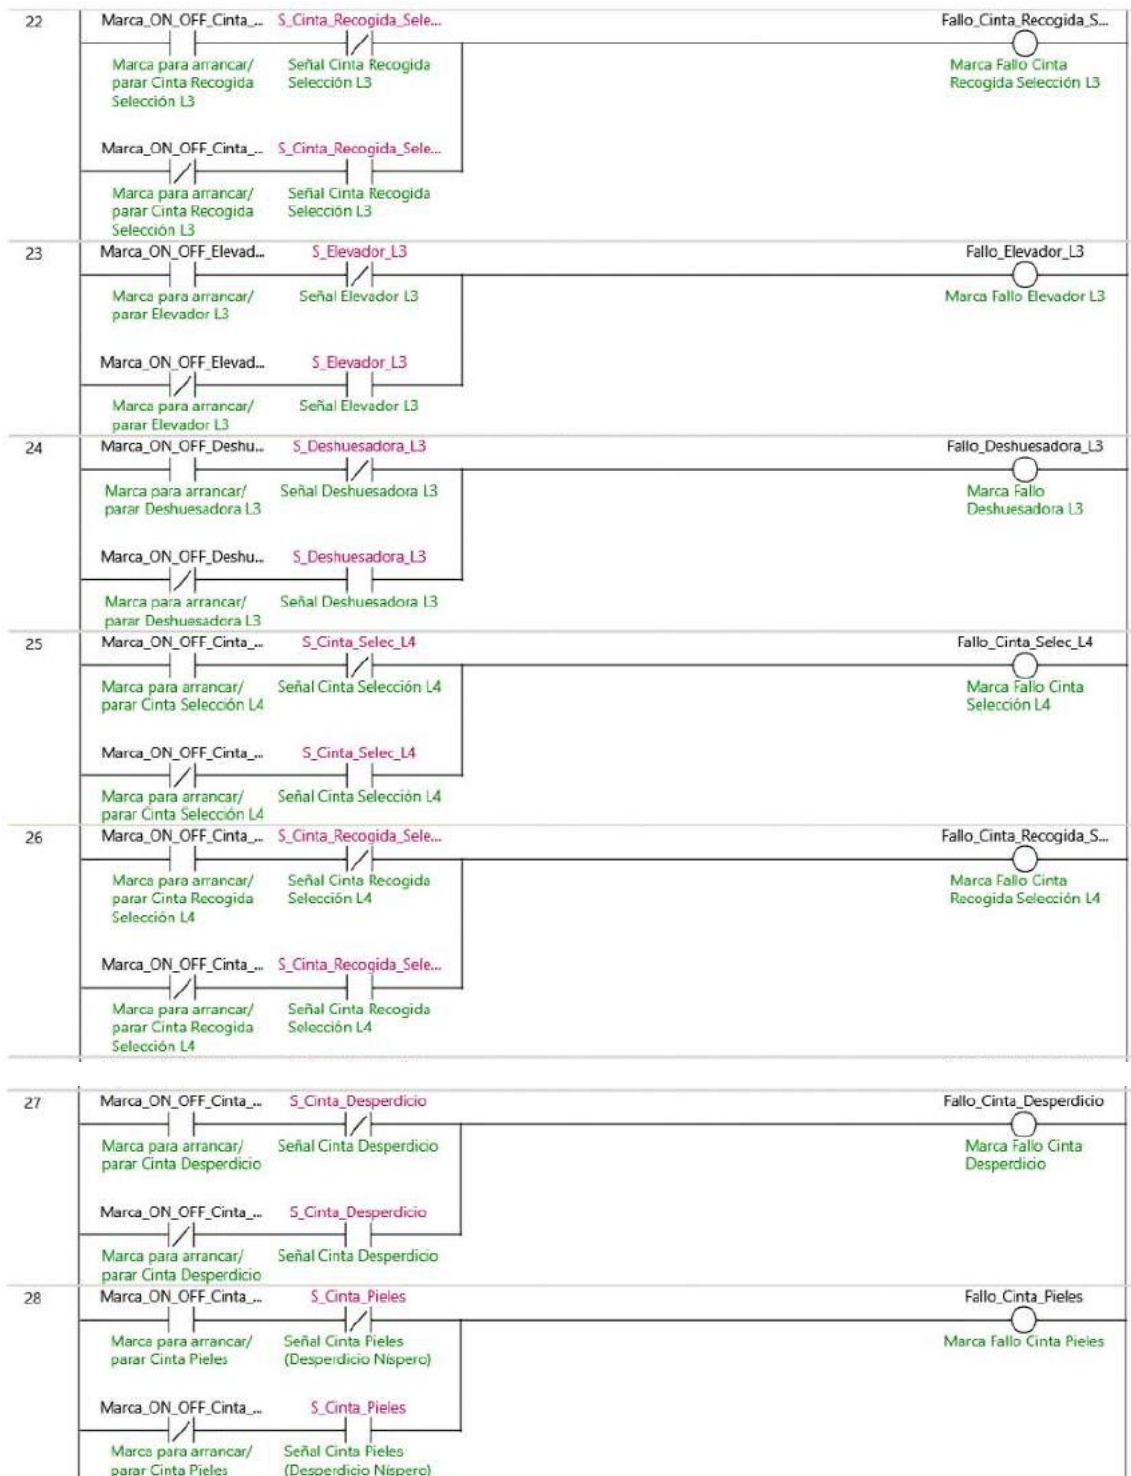 22
Marca_ON_OFF_Cinta_... S_Cinta_Recogida_Sele... Fallo_Cinta_Recogida_S...
Marca para arrancar/ Señal Cinta Recogida Marca Fallo Cinta
parar Cinta Recogida Selección L3 Recogida Selección L3
Selección L3
Marca_ON_OFF_Cinta_... S_Cinta_Recogida_Sele...
Marca para arrancar/ Señal Cinta Recogida
parar Cinta Recogida Selección L3
Selección L3
23
Marca_ON_OFF_Elevad... S_Elevador_L3 Fallo_Elevador_L3
Marca para arrancar/ Señal Elevador L3 Marca Fallo Elevador L3
parar Elevador L3
Marca_ON_OFF_Elevad... S_Elevador_L3
Marca para arrancar/ Señal Elevador L3
parar Elevador L3
24
Marca_ON_OFF_Deshu... S_Deshuesadora_L3 Fallo_Deshuesadora_L3
Marca para arrancar/ Señal Deshuesadora L3 Marca Fallo
parar Deshuesadora L3 Deshuesadora L3
Marca_ON_OFF_Deshu... S_Deshuesadora_L3
Marca para arrancar/ Señal Deshuesadora L3
parar Deshuesadora L3
25
Marca_ON_OFF_Cinta_... S_Cinta_Selec_L4 Fallo_Cinta_Selec_L4
Marca para arrancar/ Señal Cinta Selección L4 Marca Fallo Cinta
parar Cinta Selección L4 Selección L4
Marca_ON_OFF_Cinta_... S_Cinta_Selec_L4
Marca para arrancar/ Señal Cinta Selección L4
parar Cinta Selección L4
26
Marca_ON_OFF_Cinta_... S_Cinta_Recogida_Sele... Fallo_Cinta_Recogida_S...
Marca para arrancar/ Señal Cinta Recogida Marca Fallo Cinta
parar Cinta Recogida Selección L4 Recogida Selección L4
Selección L4
Marca_ON_OFF_Cinta_... S_Cinta_Recogida_Sele...
Marca para arrancar/ Señal Cinta Recogida
parar Cinta Recogida Selección L4
Selección L4
27
Marca_ON_OFF_Cinta_... S_Cinta_Desperdicio Fallo_Cinta_Desperdicio
Marca para arrancar/ Señal Cinta Desperdicio Marca Fallo Cinta
parar Cinta Desperdicio Desperdicio
Marca_ON_OFF_Cinta_... S_Cinta_Desperdicio
Marca para arrancar/ Señal Cinta Desperdicio
parar Cinta Desperdicio
28
Marca_ON_OFF_Cinta_... S_Cinta_Pieles Fallo_Cinta_Pieles
Marca para arrancar/ Señal Cinta Pieles Marca Fallo Cinta Pieles
parar Cinta Pieles (Desperdicio Níspero)
Marca_ON_OFF_Cinta_... S_Cinta_Pieles
Marca para arrancar/ Señal Cinta Pieles
parar Cinta Pieles (Desperdicio Níspero)